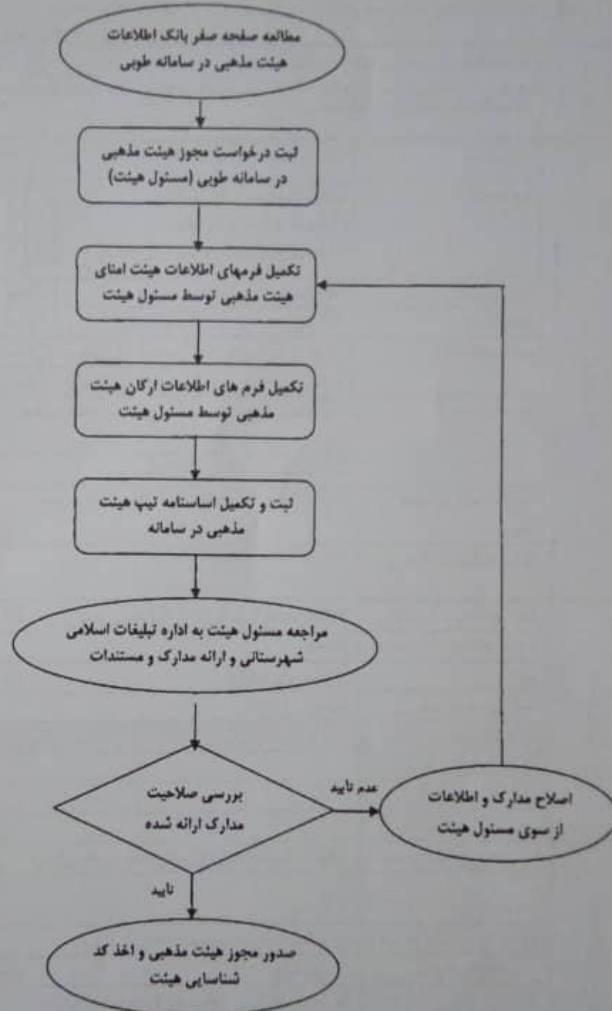 مطالعه صفحه صفر بانک اطلاعات
هیئت مذهبی در سامانه طوبی
ثبت درخواست مجوز هیئت مذهبی
در سامانه طوبی (مسئول هیئت)
تکمیل فرمهای اطلاعات هیئت امنای
هیئت مذهبی توسط مسئول هیئت
تکمیل فرم های اطلاعات ارکان هیئت
مذهبی توسط مسئول هیئت
ثبت و تکمیل اساسنامه تیپ هیئت
مذهبی در سامانه
مراجعه مسئول هیئت به اداره تبلیغات اسلامی
شهرستانی و ارائه مدارک و مستندات
بررسی صلاحیت
مدارک ارائه شده
عدم تأیید
اصلاح مدارک و اطلاعات
از سوی مسئول هیئت
تایید
صدور مجوز هیئت مذهبی و اخذ کد
شناسایی هیئت